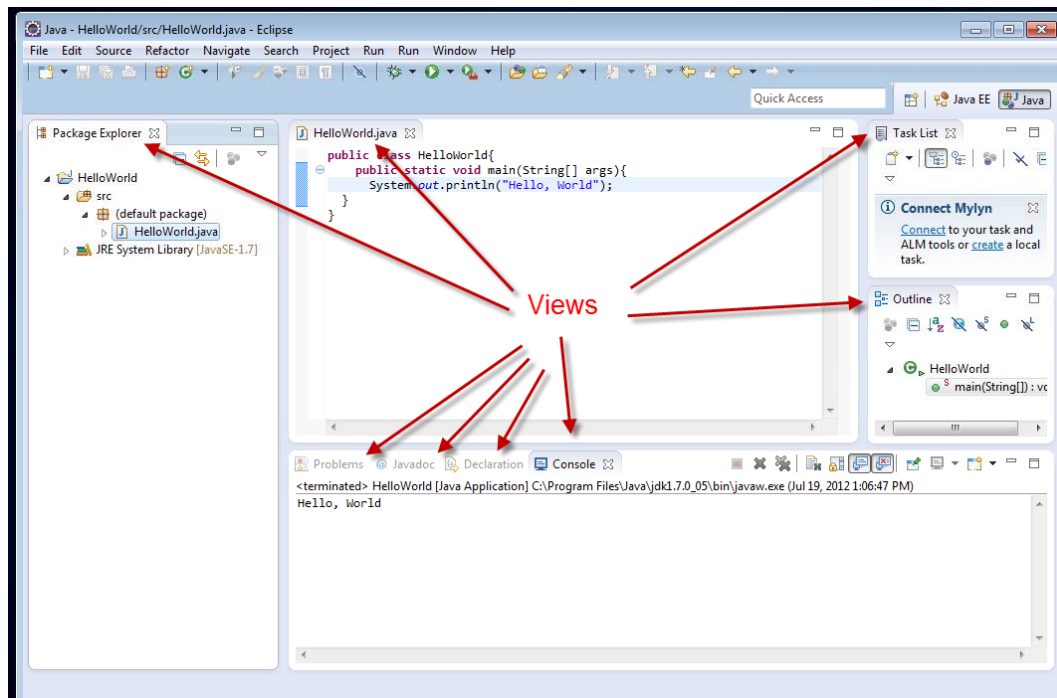 Java - HelloWorld/src/HelloWorld.java - Eclipse
File Edit Source Refactor Navigate Search Project Run Run Window Help
Quick Access
Java EE
Java
Package Explorer
HelloWorld
src
(default package)
HelloWorld.java
JRE System Library [JavaSE-1.7]
HelloWorld.java
public class HelloWorld{
public static void main(String[] args){
System.out.println("Hello, World");
}
}
Views
Task List
Connect Mylyn
Connect to your task and
ALM tools or create a local
task.
Outline
HelloWorld
main(String[]) : vo
Problems @ Javadoc Declaration Console
<terminated> HelloWorld [Java Application] C:\Program Files\Java\jdk1.7.0_05\bin\javaw.exe (Jul 19, 2012 1:06:47 PM)
Hello, World